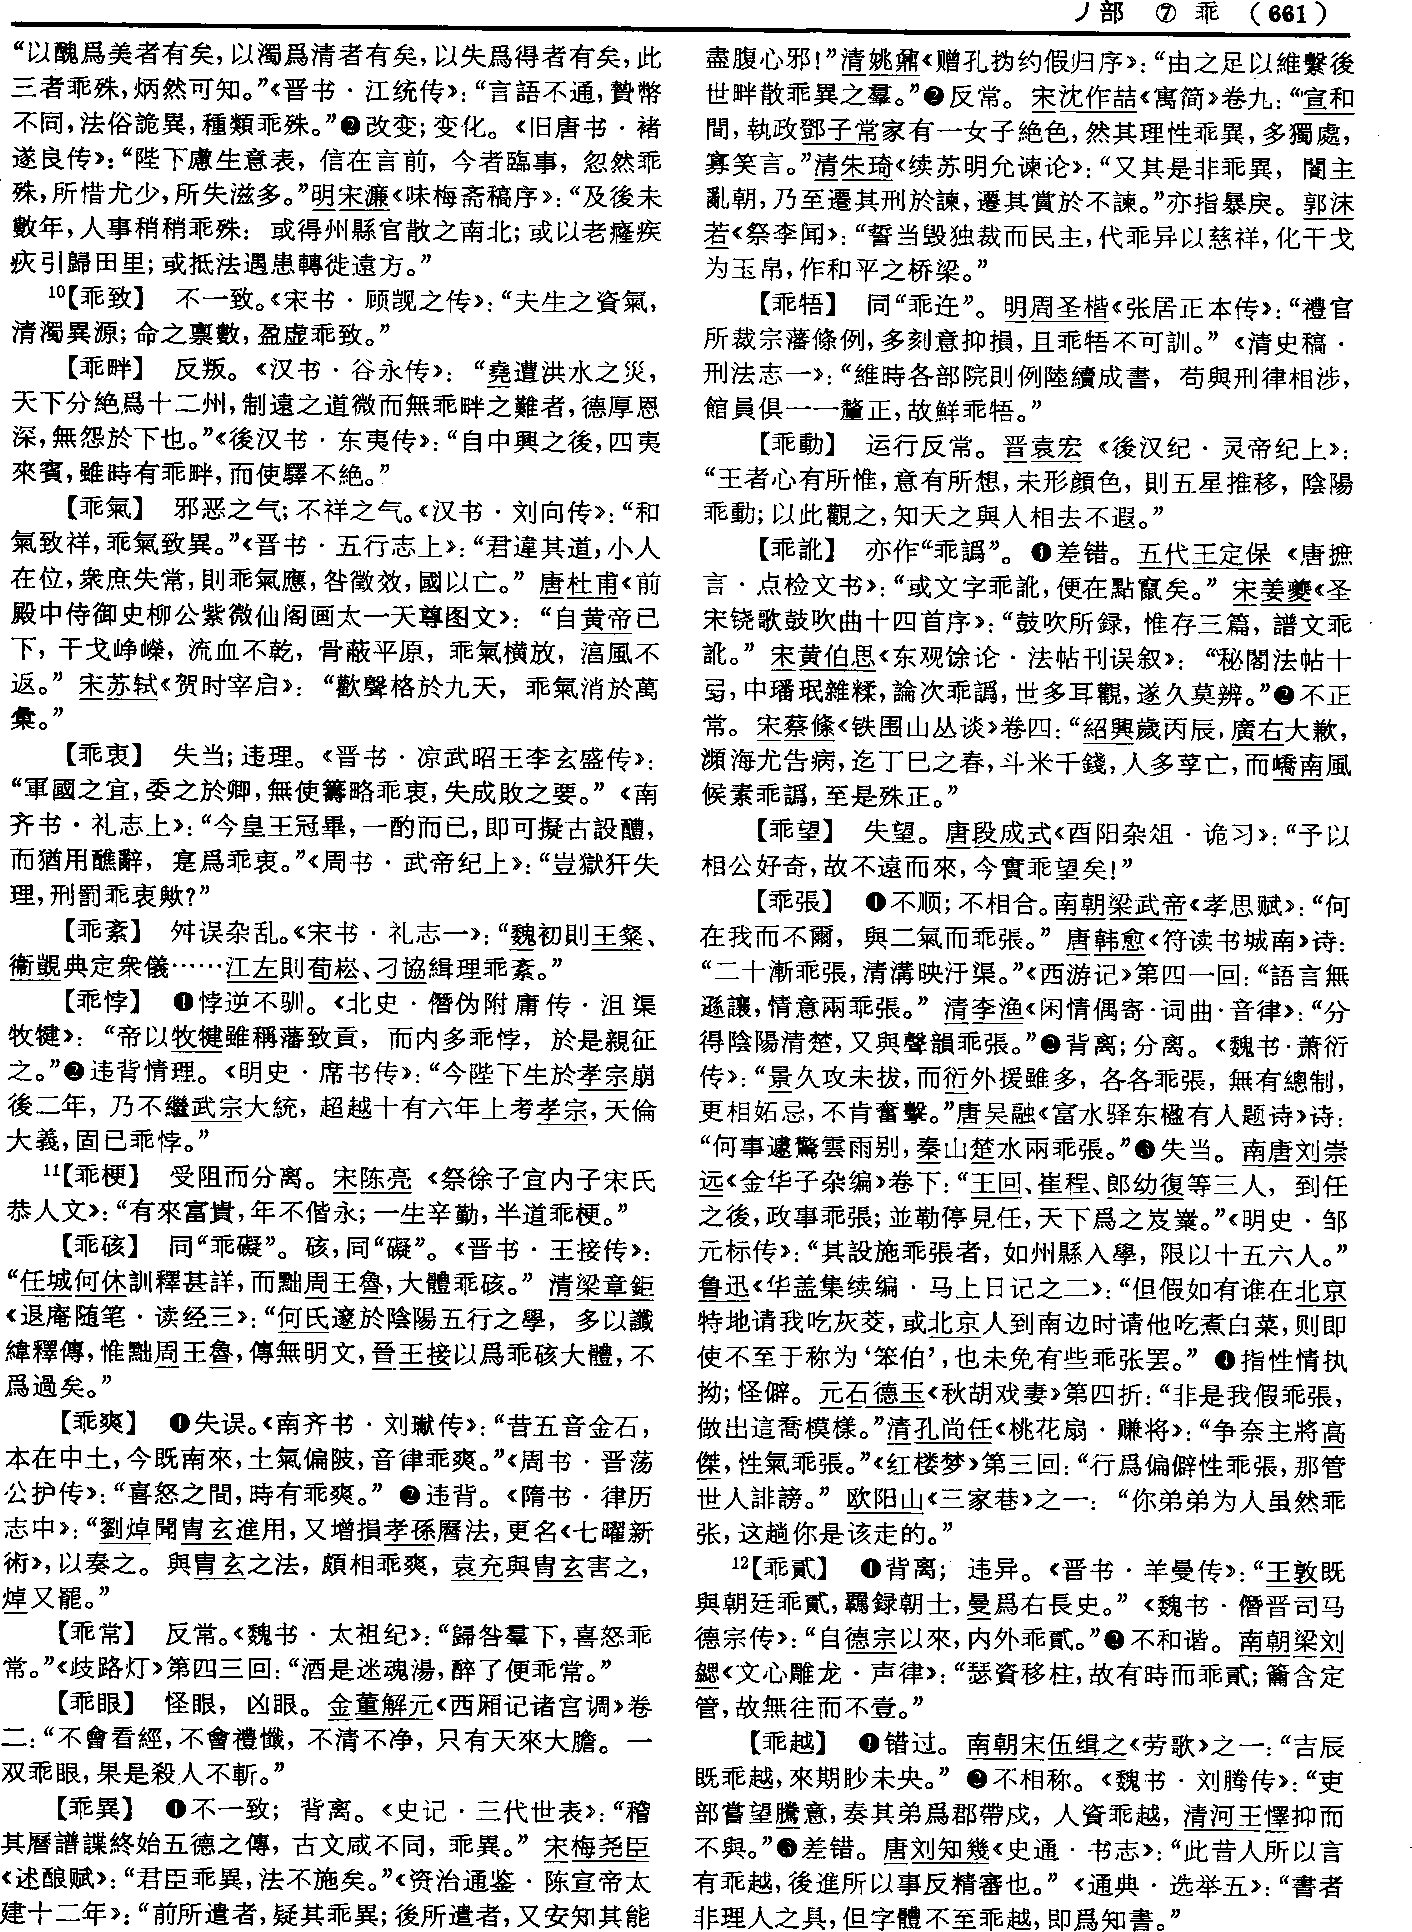 丿部 ⑦ 乖 (661)
“以醜爲美者有矣，以濁爲清者有矣，以失爲得者有矣，此
三者乖殊，炳然可知。”《晋书·江统传》：“言語不通，贄幣
不同，法俗詭異，種類乖殊。”❷改变；变化。《旧唐书·褚
遂良传》：“陛下慮生意表，信在言前，今者臨事，忽然乖
殊，所惜尤少，所失滋多。”明宋濂《味梅斋稿序》：“及後未
數年，人事稍稍乖殊：或得州縣官散之南北；或以老癃疾
疢引歸田里；或抵法遇患轉徙遠方。”
10【乖致】 不一致。《宋书·顾觊之传》：“夫生之資氣，
清濁異源；命之禀數，盈虚乖致。”
【乖畔】 反叛。《汉书·谷永传》：“堯遭洪水之災，
天下分絶爲十二州，制遠之道微而無乖畔之難者，德厚恩
深，無怨於下也。”《後汉书·东夷传》：“自中興之後，四夷
來賓，雖時有乖畔，而使驛不絶。”
【乖氣】 邪恶之气；不祥之气。《汉书·刘向传》：“和
氣致祥，乖氣致異。”《晋书·五行志上》：“君違其道，小人
在位，衆庶失常，則乖氣應，咎徵效，國以亡。”唐杜甫《前
殿中侍御史柳公紫微仙阁画太一天尊图文》：“自黄帝已
下，干戈峥嶸，流血不乾，骨蔽平原，乖氣横放，滀風不
返。”宋苏轼《贺时宰启》：“歡聲格於九天，乖氣消於萬
彙。”
【乖衷】 失当；违理。《晋书·凉武昭王李玄盛传》：
“軍國之宜，委之於卿，無使籌略乖衷，失成敗之要。”《南
齐书·礼志上》：“今皇王冠畢，一酌而已，即可擬古設醴，
而猶用醮辭，寔爲乖衷。”《周书·武帝纪上》：“豈獄犴失
理，刑罰乖衷歟？”
【乖紊】 舛误杂乱。《宋书·礼志一》：“魏初則王粲、
衛覬典定衆儀……江左則荀崧、刁協緝理乖紊。”
【乖悖】 ❶悖逆不驯。《北史·僭伪附庸传·沮渠
牧犍》：“帝以牧犍雖稱藩致貢，而内多乖悖，於是親征
之。”❷违背情理。《明史·席书传》：“今陛下生於孝宗崩
後二年，乃不繼武宗大統，超越十有六年上考孝宗，天倫
大義，固已乖悖。”
11【乖梗】 受阻而分离。宋陈亮《祭徐子宜内子宋氏
恭人文》：“有來富貴，年不偕永；一生辛勤，半道乖梗。”
【乖硋】 同“乖礙”。硋，同“礙”。《晋书·王接传》：
“任城何休訓釋甚詳，而黜周王魯，大體乖硋。”清梁章鉅
《退庵随笔·读经三》：“何氏邃於陰陽五行之學，多以讖
緯釋傳，惟黜周王魯，傳無明文，晉王接以爲乖硋大體，不
爲過矣。”
【乖爽】 ❶失误。《南齐书·刘瓛传》：“昔五音金石，
本在中土，今既南來，土氣偏陂，音律乖爽。”《周书·晋荡
公护传》：“喜怒之間，時有乖爽。”❷违背。《隋书·律历
志中》：“劉焯聞胄玄進用，又增損孝孫曆法，更名《七曜新
術》，以奏之。與胄玄之法，頗相乖爽，袁充與胄玄害之，
焯又罷。”
【乖常】 反常。《魏书·太祖纪》：“歸咎羣下，喜怒乖
常。”《歧路灯》第四三回：“酒是迷魂湯，醉了便乖常。”
【乖眼】 怪眼，凶眼。金董解元《西厢记诸宫调》卷
二：“不會看經，不會禮懺，不清不净，只有天來大膽。一
双乖眼，果是殺人不斬。”
【乖異】 ❶不一致；背离。《史记·三代世表》：“稽
其曆譜諜終始五德之傳，古文咸不同，乖異。”宋梅尧臣
《述酿赋》：“君臣乖異，法不施矣。”《资治通鉴·陈宣帝太
建十二年》：“前所遣者，疑其乖異；後所遣者，又安知其能
盡腹心邪！”清姚鼐《赠孔㧑约假归序》：“由之足以維繫後
世畔散乖異之羣。”❷反常。宋沈作喆《寓简》卷九：“宣和
間，執政鄧子常家有一女子絶色，然其理性乖異，多獨處，
寡笑言。”清朱琦《续苏明允谏论》：“又其是非乖異，闇主
亂朝，乃至遷其刑於諫，遷其賞於不諫。”亦指暴戾。郭沫
若《祭李闻》：“誓当毁独裁而民主，代乖异以慈祥，化干戈
为玉帛，作和平之桥梁。”
【乖牾】 同“乖迕”。明周圣楷《张居正本传》：“禮官
所裁宗藩條例，多刻意抑損，且乖牾不可訓。”《清史稿·
刑法志一》：“維時各部院則例陸續成書，苟與刑律相涉，
館員俱一一釐正，故鮮乖牾。”
【乖動】 运行反常。晋袁宏《後汉纪·灵帝纪上》：
“王者心有所惟，意有所想，未形顔色，則五星推移，陰陽
乖動；以此觀之，知天之與人相去不遐。”
【乖訛】 亦作“乖譌”。❶差错。五代王定保《唐摭
言·点检文书》：“或文字乖訛，便在點竄矣。”宋姜夔《圣
宋铙歌鼓吹曲十四首序》：“鼓吹所録，惟存三篇，譜文乖
訛。”宋黄伯思《东观馀论·法帖刊误叙》：“秘閣法帖十
弓，中璠珉雜糅，論次乖譌，世多耳觀，遂久莫辨。”❷不正
常。宋蔡絛《铁围山丛谈》卷四：“紹興歲丙辰，廣右大歉，
瀕海尤告病，迄丁巳之春，斗米千錢，人多莩亡，而嶠南風
候素乖譌，至是殊正。”
【乖望】 失望。唐段成式《酉阳杂俎·诡习》：“予以
相公好奇，故不遠而來，今實乖望矣！”
【乖張】 ❶不顺；不相合。南朝梁武帝《孝思赋》：“何
在我而不爾，與二氣而乖張。”唐韩愈《符读书城南》诗：
“二十漸乖張，清溝映汙渠。”《西游记》第四一回：“語言無
遜讓，情意兩乖張。”清李渔《闲情偶寄·词曲·音律》：“分
得陰陽清楚，又與聲韻乖張。”❷背离；分离。《魏书·萧衍
传》：“景久攻未拔，而衍外援雖多，各各乖張，無有總制，
更相妬忌，不肯奮擊。”唐吴融《富水驿东楹有人题诗》诗：
“何事遽驚雲雨别，秦山楚水兩乖張。”❸失当。南唐刘崇
远《金华子杂编》卷下：“王回、崔程、郎幼復等三人，到任
之後，政事乖張；並勒停見任，天下爲之岌嶪。”《明史·邹
元标传》：“其設施乖張者，如州縣入學，限以十五六人。”
鲁迅《华盖集续编·马上日记之二》：“但假如有谁在北京
特地请我吃灰茭，或北京人到南边时请他吃煮白菜，则即
使不至于称为‘笨伯’，也未免有些乖张罢。”❹指性情执
拗；怪僻。元石德玉《秋胡戏妻》第四折：“非是我假乖張，
做出這喬模樣。”清孔尚任《桃花扇·赚将》：“争奈主將高
傑，性氣乖張。”《红楼梦》第三回：“行爲偏僻性乖張，那管
世人誹謗。”欧阳山《三家巷》之一：“你弟弟为人虽然乖
张，这趟你是该走的。”
12【乖貳】 ❶背离；违异。《晋书·羊曼传》：“王敦既
與朝廷乖貳，羈録朝士，曼爲右長史。”《魏书·僭晋司马
德宗传》：“自德宗以來，内外乖貳。”❷不和谐。南朝梁刘
勰《文心雕龙·声律》：“瑟資移柱，故有時而乖貳；籥含定
管，故無往而不壹。”
【乖越】 ❶错过。南朝宋伍缉之《劳歌》之一：“吉辰
既乖越，來期眇未央。”❷不相称。《魏书·刘腾传》：“吏
部嘗望騰意，奏其弟爲郡帶戍，人資乖越，清河王懌抑而
不與。”❸差错。唐刘知幾《史通·书志》：“此昔人所以言
有乖越，後進所以事反精審也。”《通典·选举五》：“書者
非理人之具，但字體不至乖越，即爲知書。”